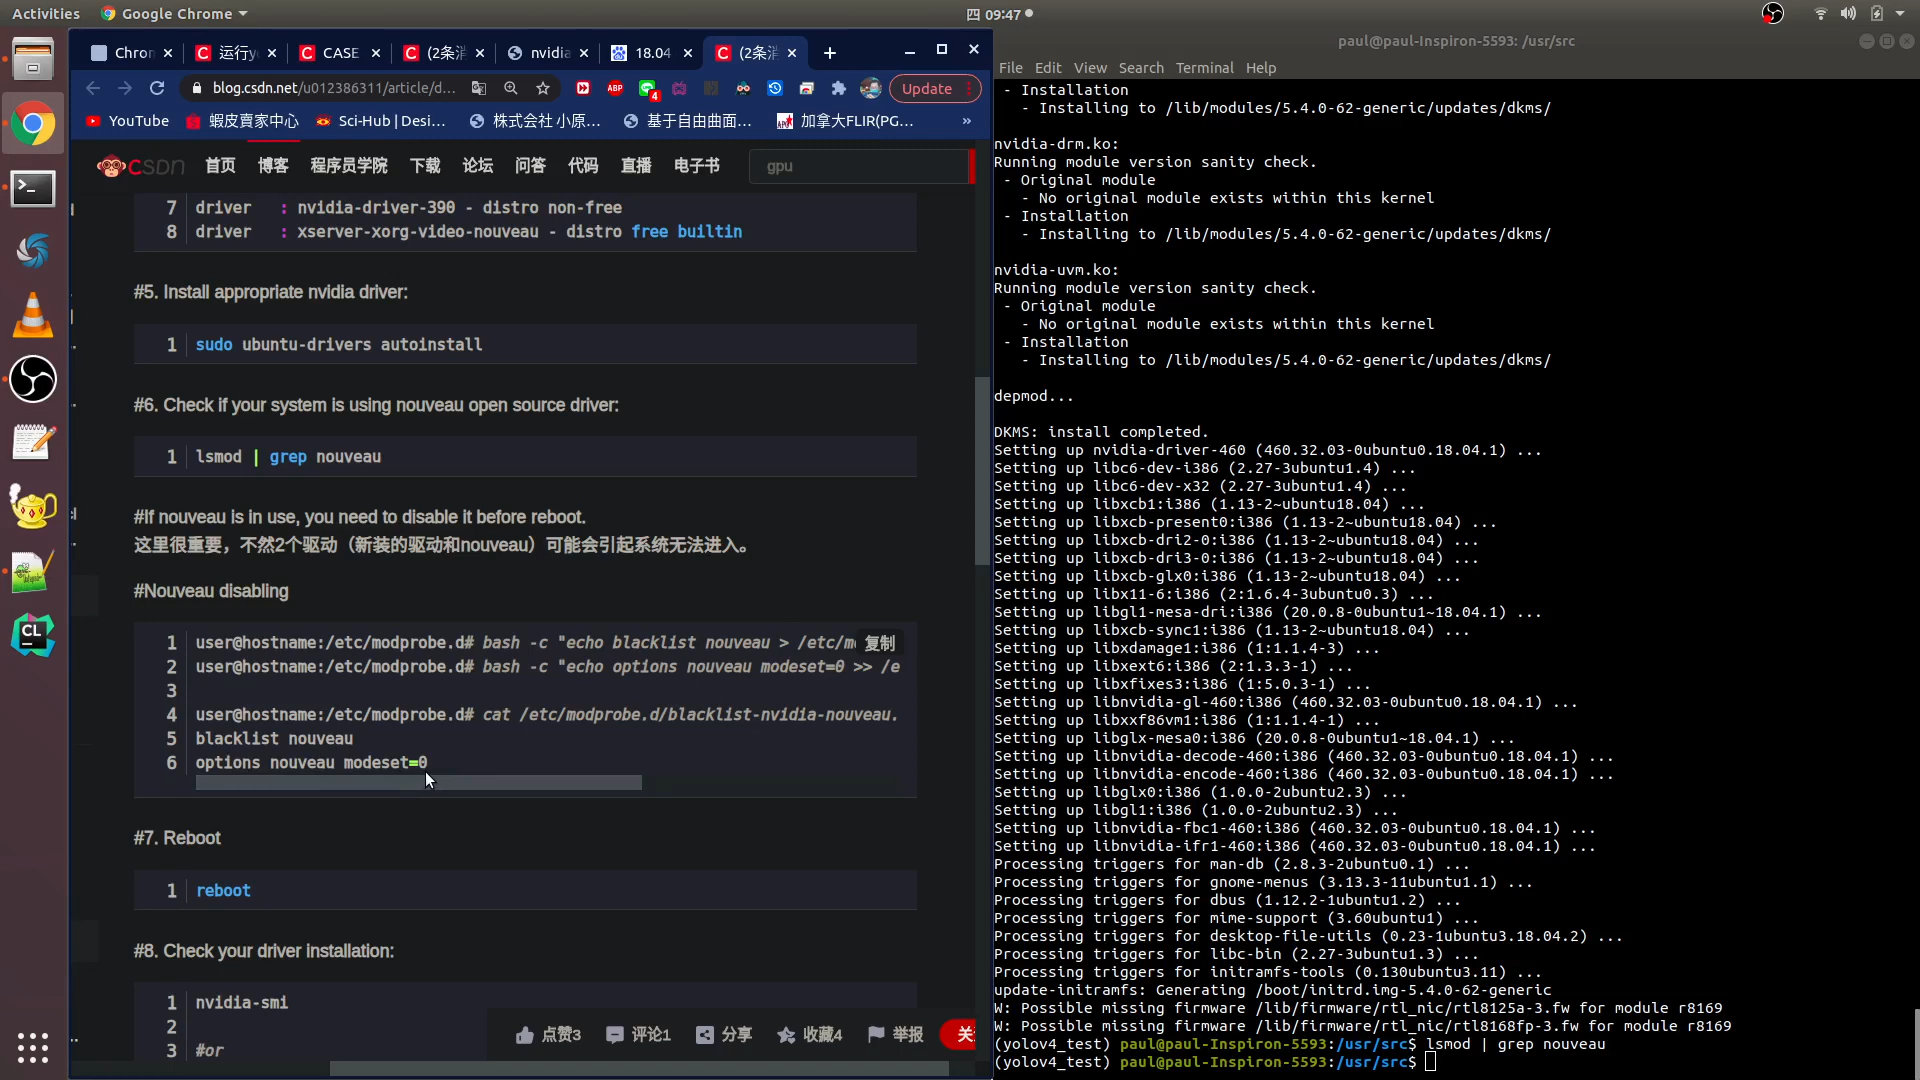 Activities
Google Chrome
四 09:47
Chron
运行y
CASE
(2条消
nvidia
18.04
(2条消
blog.csdn.net/u012386311/article/d...
ABP
4
Update
YouTube
蝦皮賣家中心
Sci-Hub | Desi...
株式会社 小原...
基于自由曲面...
加拿大FLIR(PG...
»
CSDN
首页
博客
程序员学院
下载
论坛
问答
代码
直播
电子书
gpu
7 driver : nvidia-driver-390 - distro non-free
8 driver : xserver-xorg-video-nouveau - distro free builtin
#5. Install appropriate nvidia driver:
1 sudo ubuntu-drivers autoinstall
#6. Check if your system is using nouveau open source driver:
1 lsmod | grep nouveau
#If nouveau is in use, you need to disable it before reboot.
这里很重要，不然2个驱动（新装的驱动和nouveau）可能会引起系统无法进入。
#Nouveau disabling
1 user@hostname:/etc/modprobe.d# bash -c "echo blacklist nouveau > /etc/m
复制
2 user@hostname:/etc/modprobe.d# bash -c "echo options nouveau modeset=0 >> /e
3
4 user@hostname:/etc/modprobe.d# cat /etc/modprobe.d/blacklist-nvidia-nouveau.
5 blacklist nouveau
6 options nouveau modeset=0
#7. Reboot
1 reboot
#8. Check your driver installation:
1 nvidia-smi
2
3 #or
点赞3
评论1
分享
收藏4
举报
关
CL
paul@paul-Inspiron-5593: /usr/src
File Edit View Search Terminal Help
- Installation
- Installing to /lib/modules/5.4.0-62-generic/updates/dkms/
nvidia-drm.ko:
Running module version sanity check.
- Original module
- No original module exists within this kernel
- Installation
- Installing to /lib/modules/5.4.0-62-generic/updates/dkms/
nvidia-uvm.ko:
Running module version sanity check.
- Original module
- No original module exists within this kernel
- Installation
- Installing to /lib/modules/5.4.0-62-generic/updates/dkms/
depmod...
DKMS: install completed.
Setting up nvidia-driver-460 (460.32.03-0ubuntu0.18.04.1) ...
Setting up libc6-dev-i386 (2.27-3ubuntu1.4) ...
Setting up libc6-dev-x32 (2.27-3ubuntu1.4) ...
Setting up libxcb1:i386 (1.13-2~ubuntu18.04) ...
Setting up libxcb-present0:i386 (1.13-2~ubuntu18.04) ...
Setting up libxcb-dri2-0:i386 (1.13-2~ubuntu18.04) ...
Setting up libxcb-dri3-0:i386 (1.13-2~ubuntu18.04) ...
Setting up libxcb-glx0:i386 (1.13-2~ubuntu18.04) ...
Setting up libx11-6:i386 (2:1.6.4-3ubuntu0.3) ...
Setting up libgl1-mesa-dri:i386 (20.0.8-0ubuntu1~18.04.1) ...
Setting up libxcb-sync1:i386 (1.13-2~ubuntu18.04) ...
Setting up libxdamage1:i386 (1:1.1.4-3) ...
Setting up libxext6:i386 (2:1.3.3-1) ...
Setting up libxfixes3:i386 (1:5.0.3-1) ...
Setting up libnvidia-gl-460:i386 (460.32.03-0ubuntu0.18.04.1) ...
Setting up libxxf86vm1:i386 (1:1.1.4-1) ...
Setting up libglx-mesa0:i386 (20.0.8-0ubuntu1~18.04.1) ...
Setting up libnvidia-decode-460:i386 (460.32.03-0ubuntu0.18.04.1) ...
Setting up libnvidia-encode-460:i386 (460.32.03-0ubuntu0.18.04.1) ...
Setting up libglx0:i386 (1.0.0-2ubuntu2.3) ...
Setting up libgl1:i386 (1.0.0-2ubuntu2.3) ...
Setting up libnvidia-fbc1-460:i386 (460.32.03-0ubuntu0.18.04.1) ...
Setting up libnvidia-ifr1-460:i386 (460.32.03-0ubuntu0.18.04.1) ...
Processing triggers for man-db (2.8.3-2ubuntu0.1) ...
Processing triggers for gnome-menus (3.13.3-11ubuntu1.1) ...
Processing triggers for dbus (1.12.2-1ubuntu1.2) ...
Processing triggers for mime-support (3.60ubuntu1) ...
Processing triggers for desktop-file-utils (0.23-1ubuntu3.18.04.2) ...
Processing triggers for libc-bin (2.27-3ubuntu1.3) ...
Processing triggers for initramfs-tools (0.130ubuntu3.11) ...
update-initramfs: Generating /boot/initrd.img-5.4.0-62-generic
W: Possible missing firmware /lib/firmware/rtl_nic/rtl8125a-3.fw for module r8169
W: Possible missing firmware /lib/firmware/rtl_nic/rtl8168fp-3.fw for module r8169
(yolov4_test) paul@paul-Inspiron-5593:/usr/src$ lsmod | grep nouveau
(yolov4_test) paul@paul-Inspiron-5593:/usr/src$